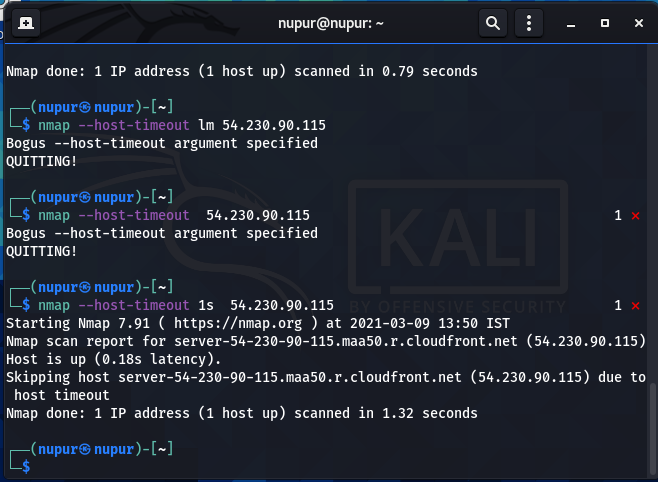 nupur@nupur: ~
Nmap done: 1 IP address (1 host up) scanned in 0.79 seconds
┌──(nupur㉿nupur)-[~]
└─$ nmap --host-timeout lm 54.230.90.115
Bogus --host-timeout argument specified
QUITTING!
┌──(nupur㉿nupur)-[~]
└─$ nmap --host-timeout  54.230.90.115 1 ⨯
Bogus --host-timeout argument specified
QUITTING!
┌──(nupur㉿nupur)-[~]
└─$ nmap --host-timeout 1s  54.230.90.115 1 ⨯
Starting Nmap 7.91 ( https://nmap.org ) at 2021-03-09 13:50 IST
Nmap scan report for server-54-230-90-115.maa50.r.cloudfront.net (54.230.90.115)
Host is up (0.18s latency).
Skipping host server-54-230-90-115.maa50.r.cloudfront.net (54.230.90.115) due to
host timeout
Nmap done: 1 IP address (1 host up) scanned in 1.32 seconds
┌──(nupur㉿nupur)-[~]
└─$
KALI
BY OFFENSIVE SECURITY